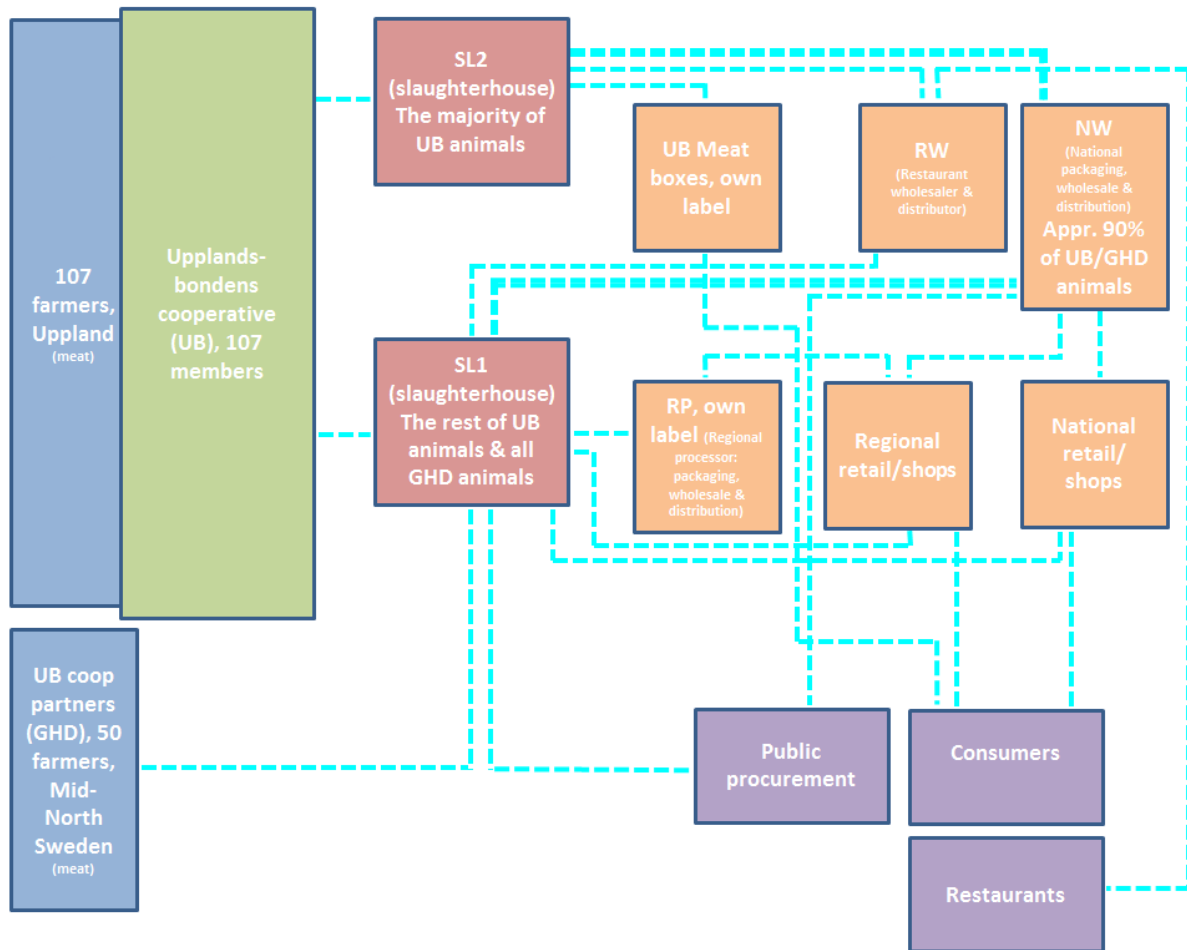 107
farmers,
Uppland
(meat)
Upplands-
bondens
cooperative
(UB), 107
members
SL2
(slaughterhouse)
The majority of
UB animals
UB Meat
boxes, own
label
RW
(Restaurant
wholesaler &
distributor)
NW
(National
packaging,
wholesale &
distribution)
Appr. 90%
of UB/GHD
animals
SL1
(slaughterhouse)
The rest of UB
animals & all
GHD animals
RP, own
label (Regional
processor:
packaging,
wholesale &
distribution)
Regional
retail/shops
National
retail/
shops
UB coop
partners
(GHD), 50
farmers,
Mid-
North
Sweden
(meat)
Public
procurement
Consumers
Restaurants